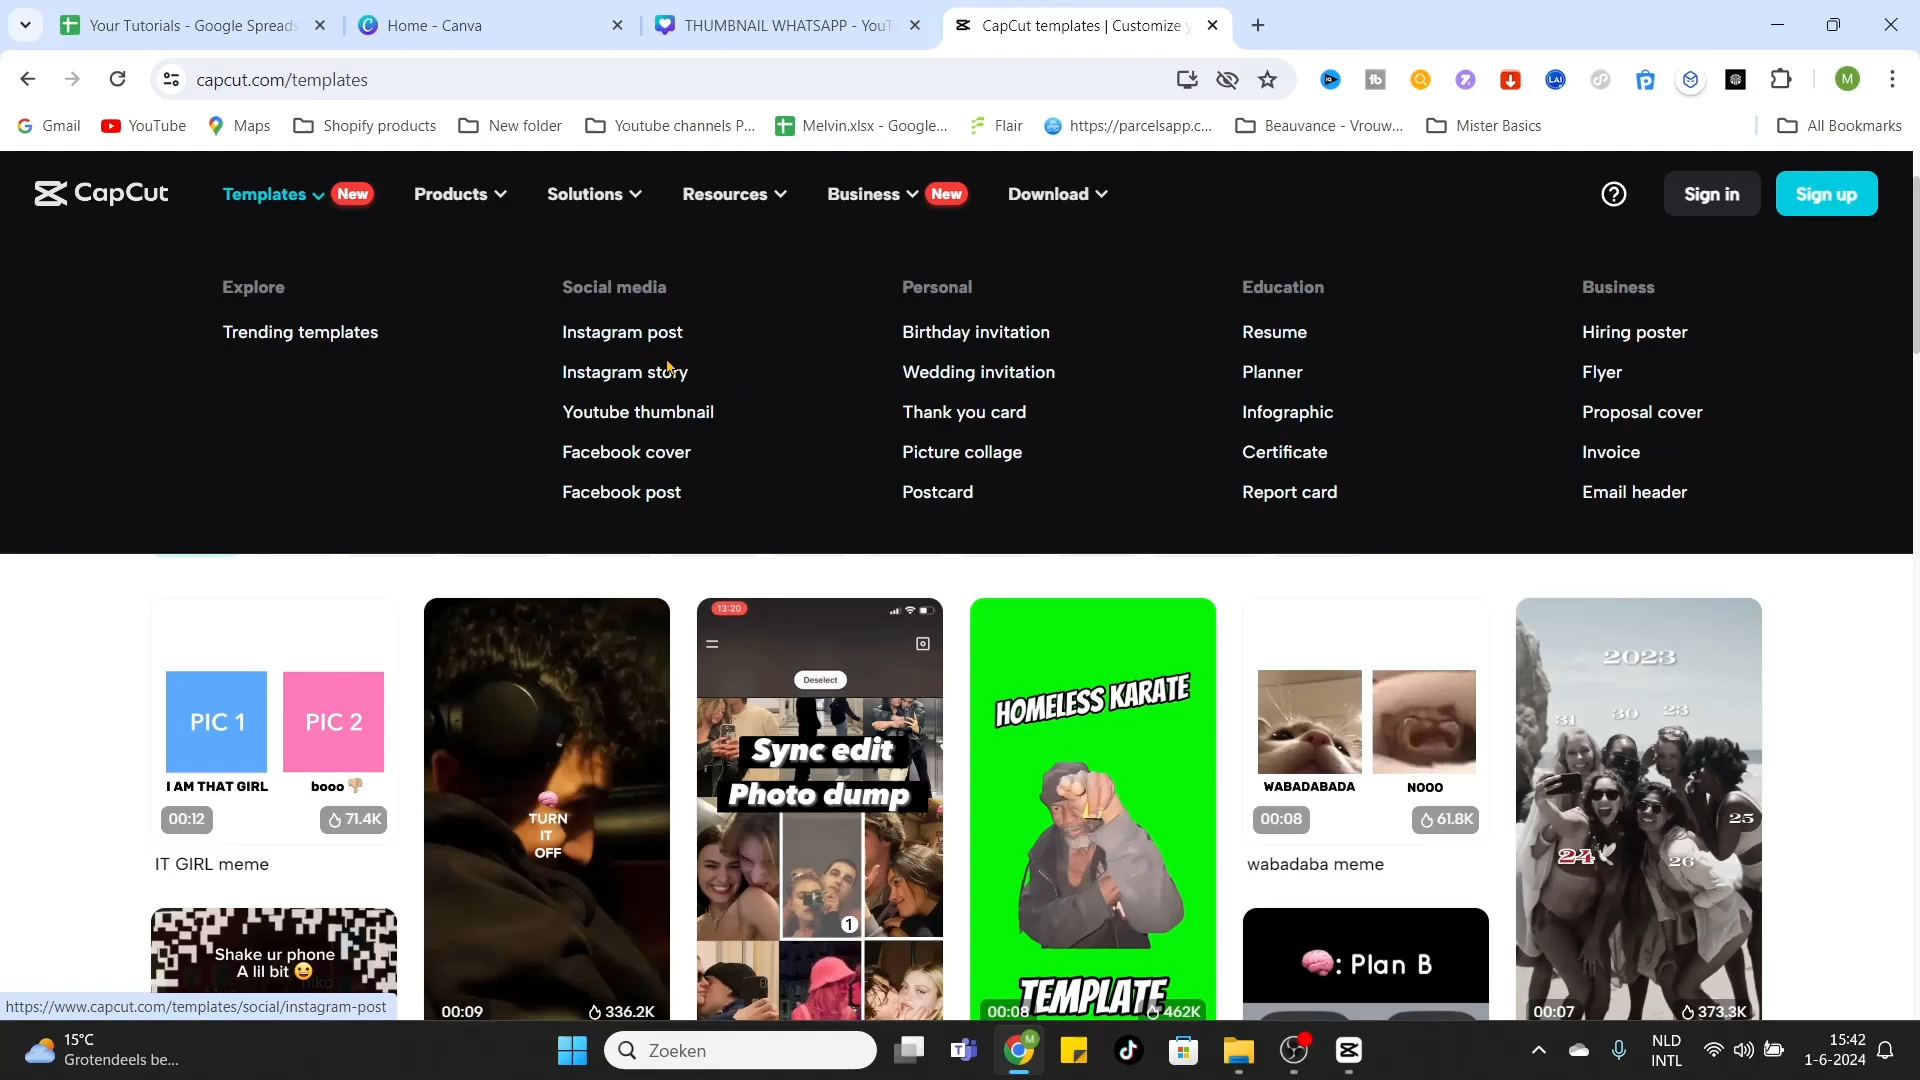 Your Tutorials - Google Spreads
Home - Canva
THUMBNAIL WHATSAPP - YouT
CapCut templates | Customize y
capcut.com/templates
Gmail
YouTube
Maps
Shopify products
New folder
Youtube channels P...
Melvin.xlsx - Google...
Flair
https://parcelsapp.c...
Beauvance - Vrouw...
Mister Basics
All Bookmarks
CapCut
Templates
New
Products
Solutions
Resources
Business
New
Download
Sign in
Sign up
Explore
Social media
Personal
Education
Business
Trending templates
Instagram post
Birthday invitation
Resume
Hiring poster
Instagram story
Wedding invitation
Planner
Flyer
Youtube thumbnail
Thank you card
Infographic
Proposal cover
Facebook cover
Picture collage
Certificate
Invoice
Facebook post
Postcard
Report card
Email header
PIC 1
PIC 2
I AM THAT GIRL
booo 👎🏼
00:12
71.4K
IT GIRL meme
Shake ur phone
A lil bit 😀
TURN
IT
OFF
00:09
336.2K
13:20
Deselect
Sync edit
Photo dump
1
HOMELESS KARATE
TEMPLATE
00:08
462K
WABADABADA
NOOO
00:08
61.8K
wabadaba meme
🧠: Plan B
2023
31
30
23
25
24
26
00:07
373.3K
https://www.capcut.com/templates/social/instagram-post
15°C
Grotendeels be...
Zoeken
NLD
INTL
15:42
1-6-2024